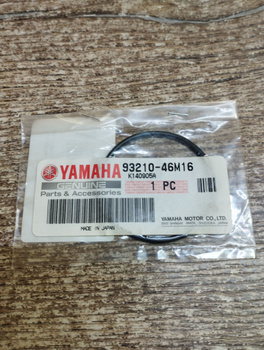 YAMAHA 93210-46M16
GENUINE K140905A
Parts & Accessories 1 PC
YAMAHA MOTOR CO., LTD.
MADE IN JAPAN